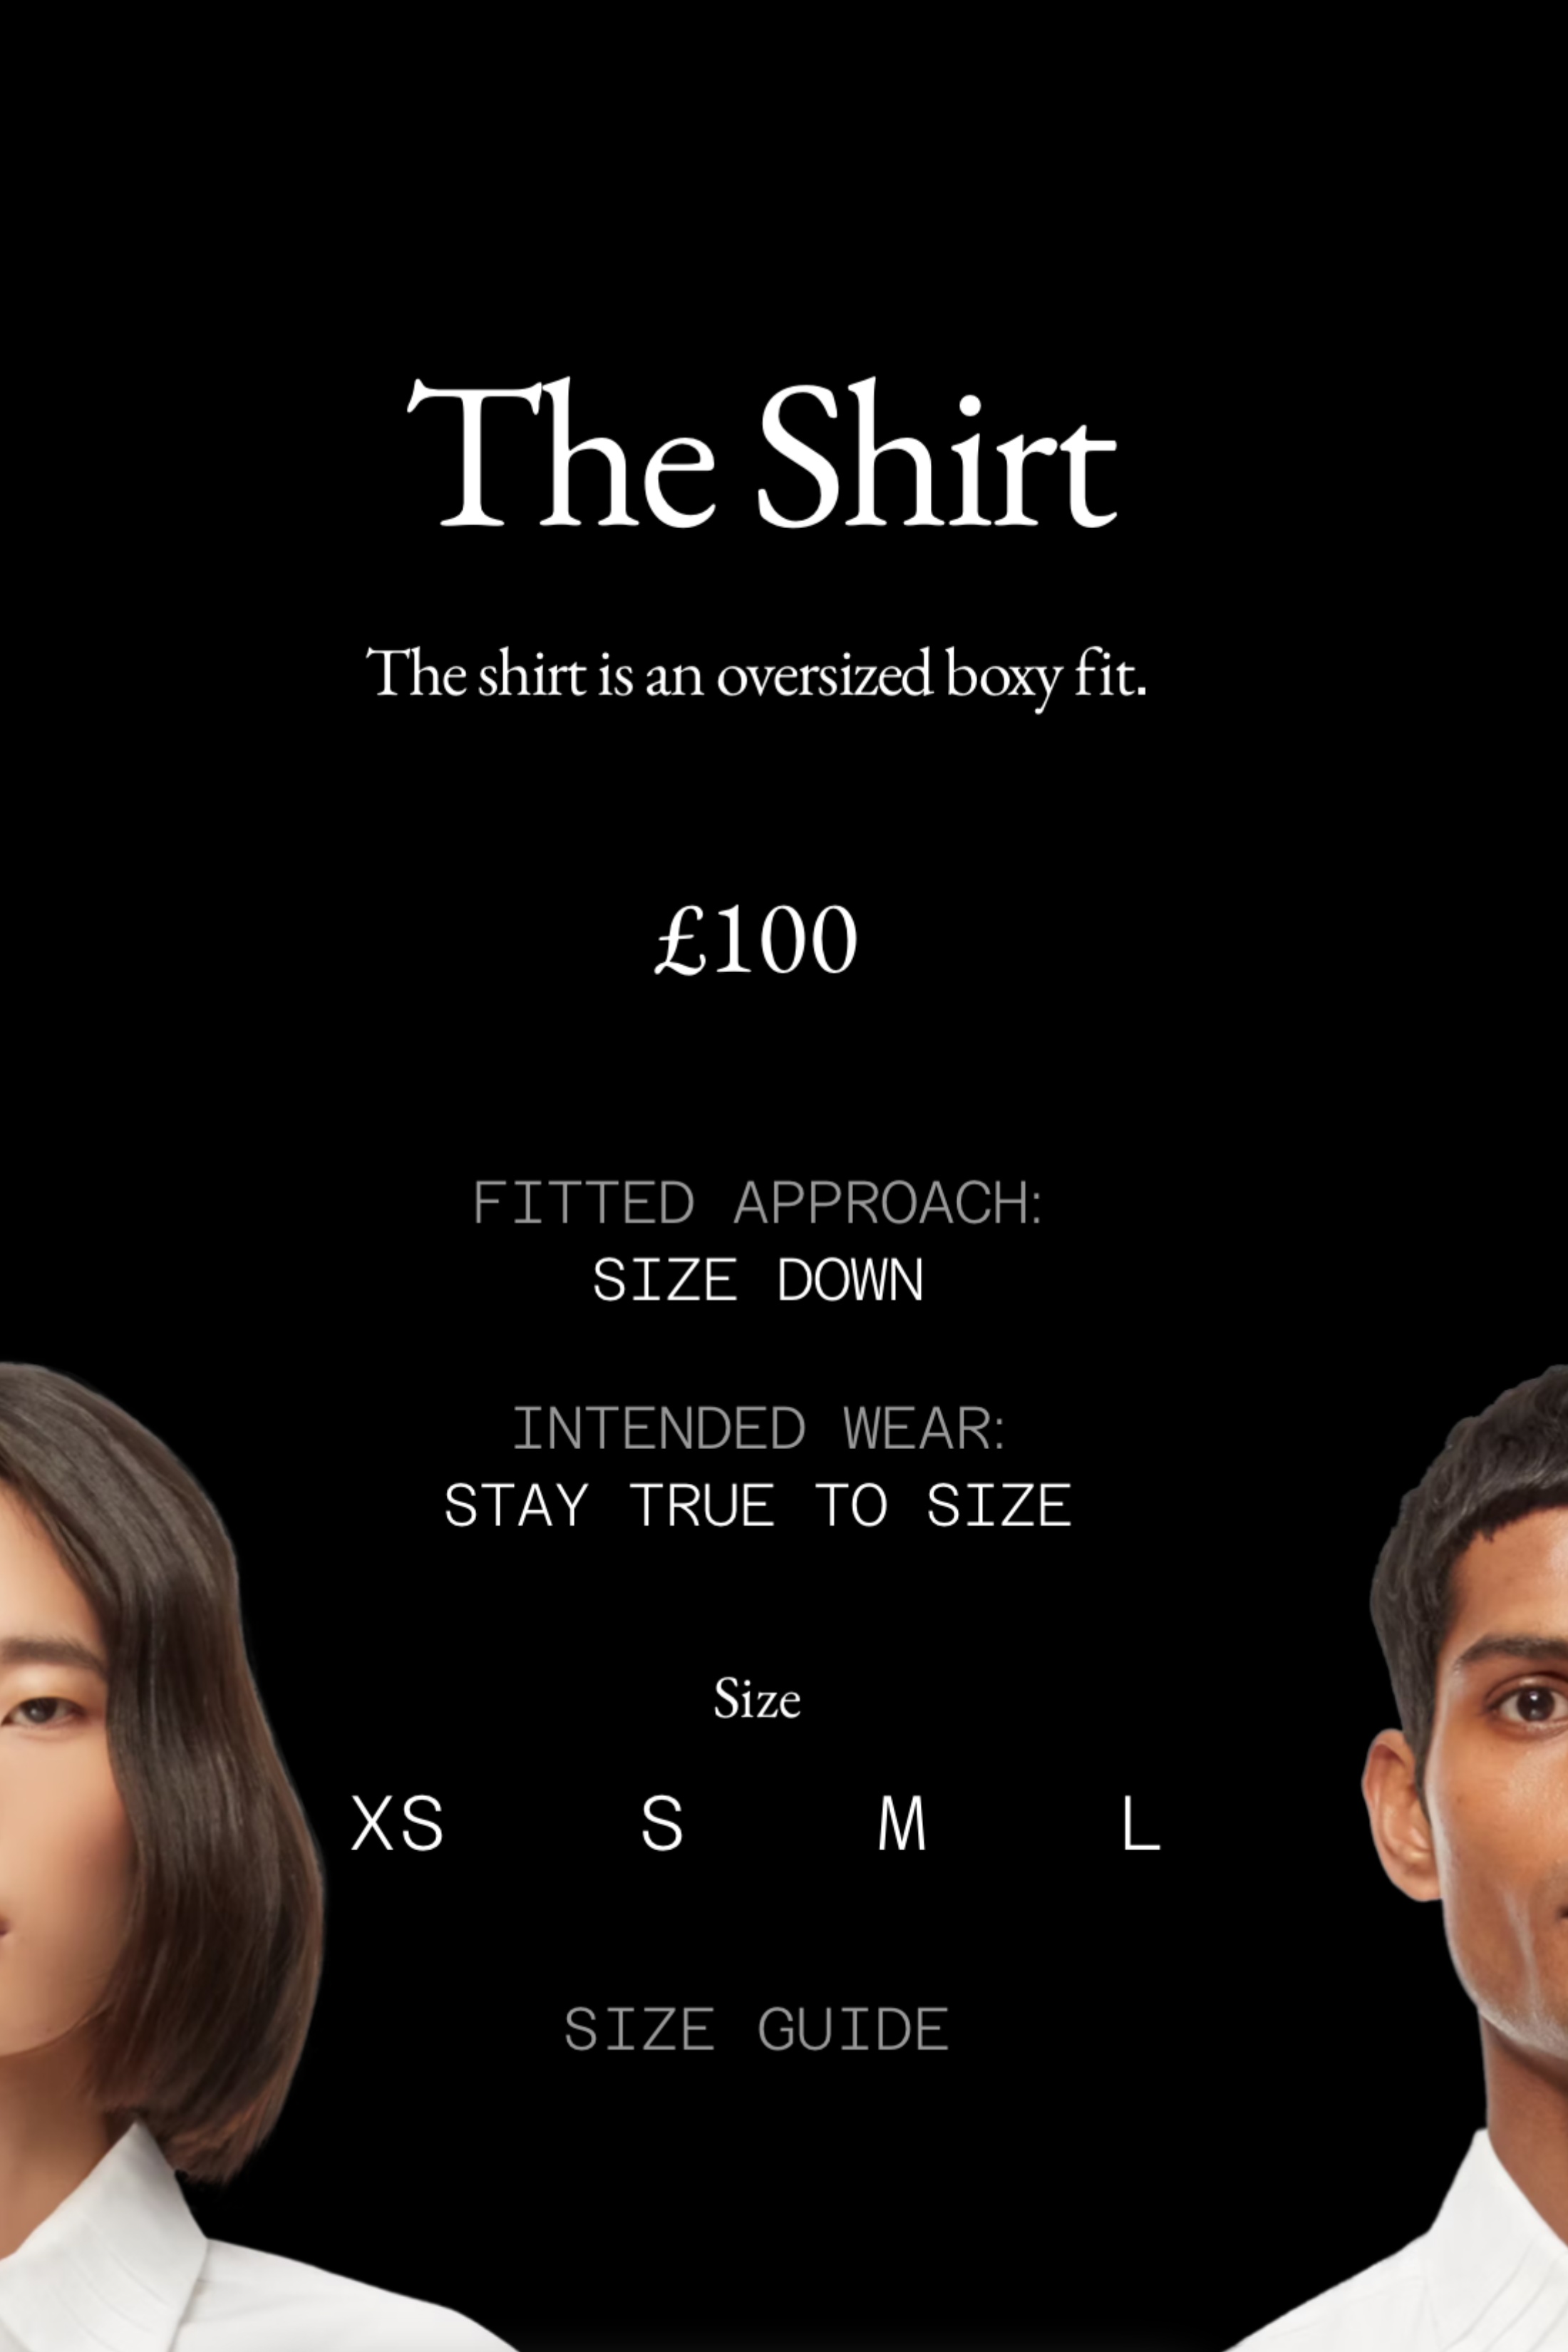 The Shirt
The shirt is an oversized boxy fit.
£100
FITTED APPROACH:
SIZE DOWN
INTENDED WEAR:
STAY TRUE TO SIZE
Size
XS S M L
SIZE GUIDE